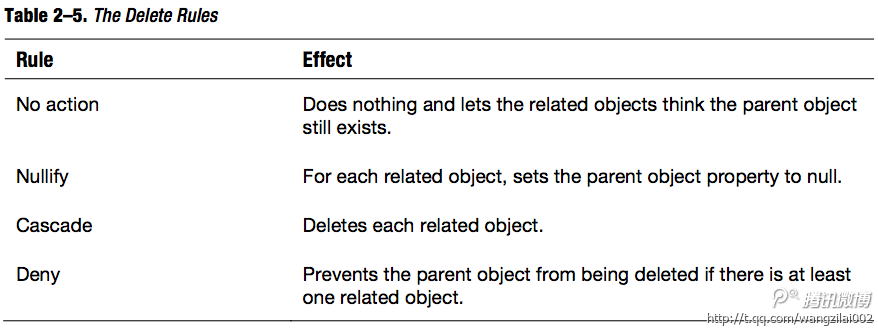 Table 2–5. The Delete Rules
Rule Effect
No action Does nothing and lets the related objects think the parent object
still exists.
Nullify For each related object, sets the parent object property to null.
Cascade Deletes each related object.
Deny Prevents the parent object from being deleted if there is at least
one related object.
腾讯微博
http://t.qq.com/wangzilai002